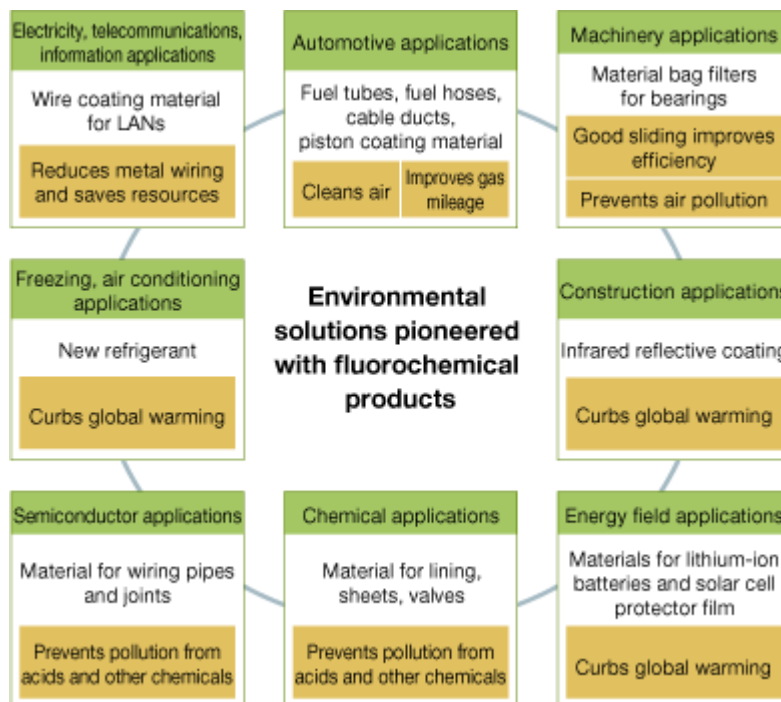 Electricity, telecommunications,
information applications
Wire coating material
for LANs
Reduces metal wiring
and saves resources
Automotive applications
Fuel tubes, fuel hoses,
cable ducts,
piston coating material
Cleans air
Improves gas
mileage
Machinery applications
Material bag filters
for bearings
Good sliding improves
efficiency
Prevents air pollution
Freezing, air conditioning
applications
New refrigerant
Curbs global warming
Environmental
solutions pioneered
with fluorochemical
products
Construction applications
Infrared reflective coating
Curbs global warming
Semiconductor applications
Material for wiring pipes
and joints
Prevents pollution from
acids and other chemicals
Chemical applications
Material for lining,
sheets, valves
Prevents pollution from
acids and other chemicals
Energy field applications
Materials for lithium-ion
batteries and solar cell
protector film
Curbs global warming